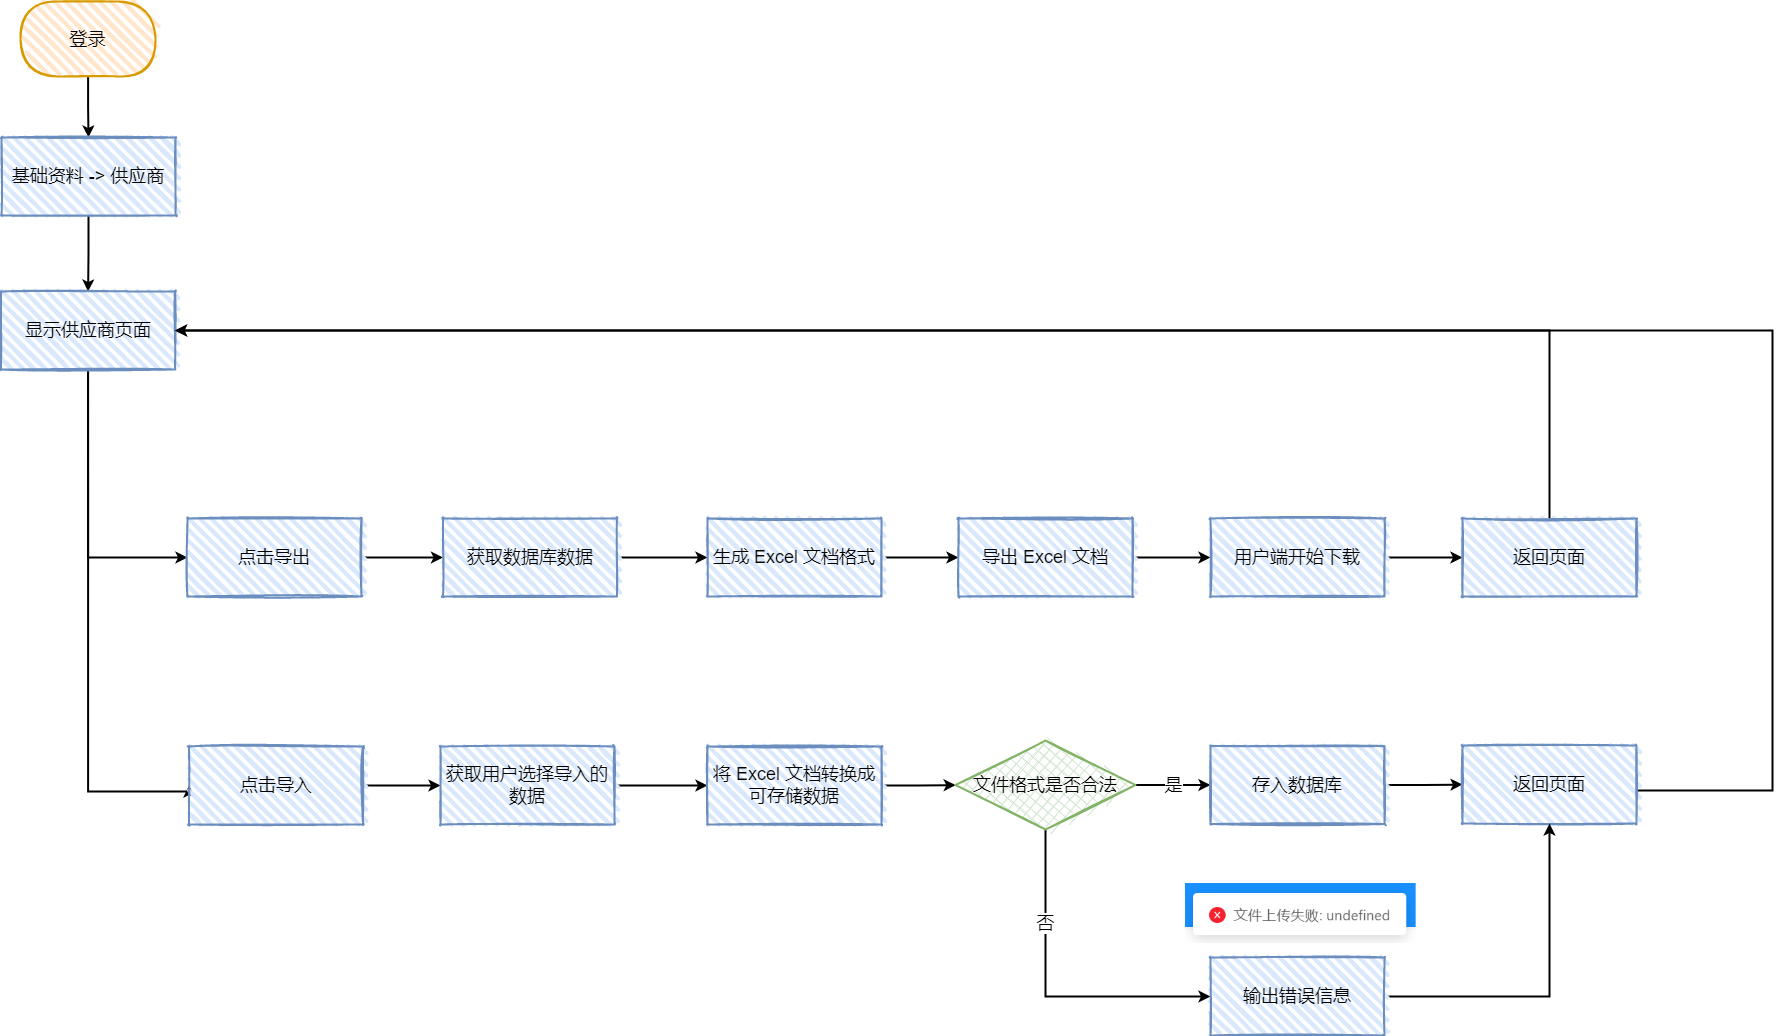 登录
基础资料 -> 供应商
显示供应商页面
点击导出
获取数据库数据
生成 Excel 文档格式
导出 Excel 文档
用户端开始下载
返回页面
点击导入
获取用户选择导入的
数据
将 Excel 文档转换成
可存储数据
文件格式是否合法
是
存入数据库
返回页面
否
文件上传失败: undefined
输出错误信息